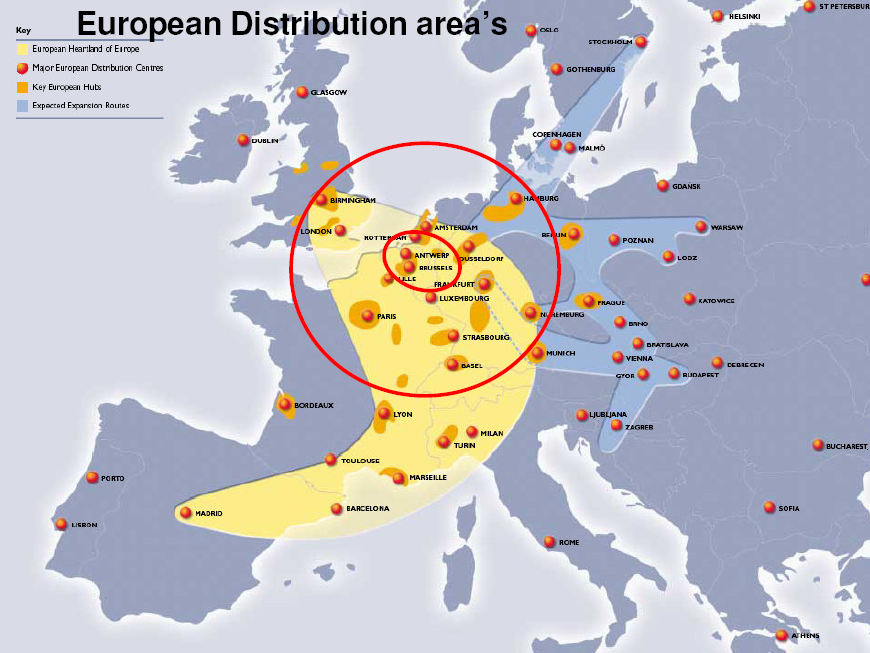 European Distribution area's
Key
European Heartland of Europe
Major European Distribution Centres
Key European Hubs
Expected Expansion Routes
ST PETERSBUR
HELSINKI
OSLO
STOCKHOLM
GOTHENBURG
GLASGOW
COPENHAGEN
MALMÖ
DUBLIN
GDANSK
BIRMINGHAM
HAMBURG
LONDON
AMSTERDAM
WARSAW
ROTTERDAM
BERLIN
POZNAN
ANTWERP
DUSSELDORF
LODZ
BRUSSELS
LILLE
FRANKFURT
LUXEMBOURG
PRAGUE
KATOWICE
PARIS
NUREMBURG
BRNO
STRASBOURG
BRATISLAVA
MUNICH
VIENNA
BASEL
DEBRECEN
GYOR
BUDAPEST
BORDEAUX
LYON
LJUBLJANA
ZAGREB
MILAN
TURIN
BUCHAREST
TOULOUSE
PORTO
MARSEILLE
MADRID
BARCELONA
SOFIA
LISBON
ROME
ATHENS